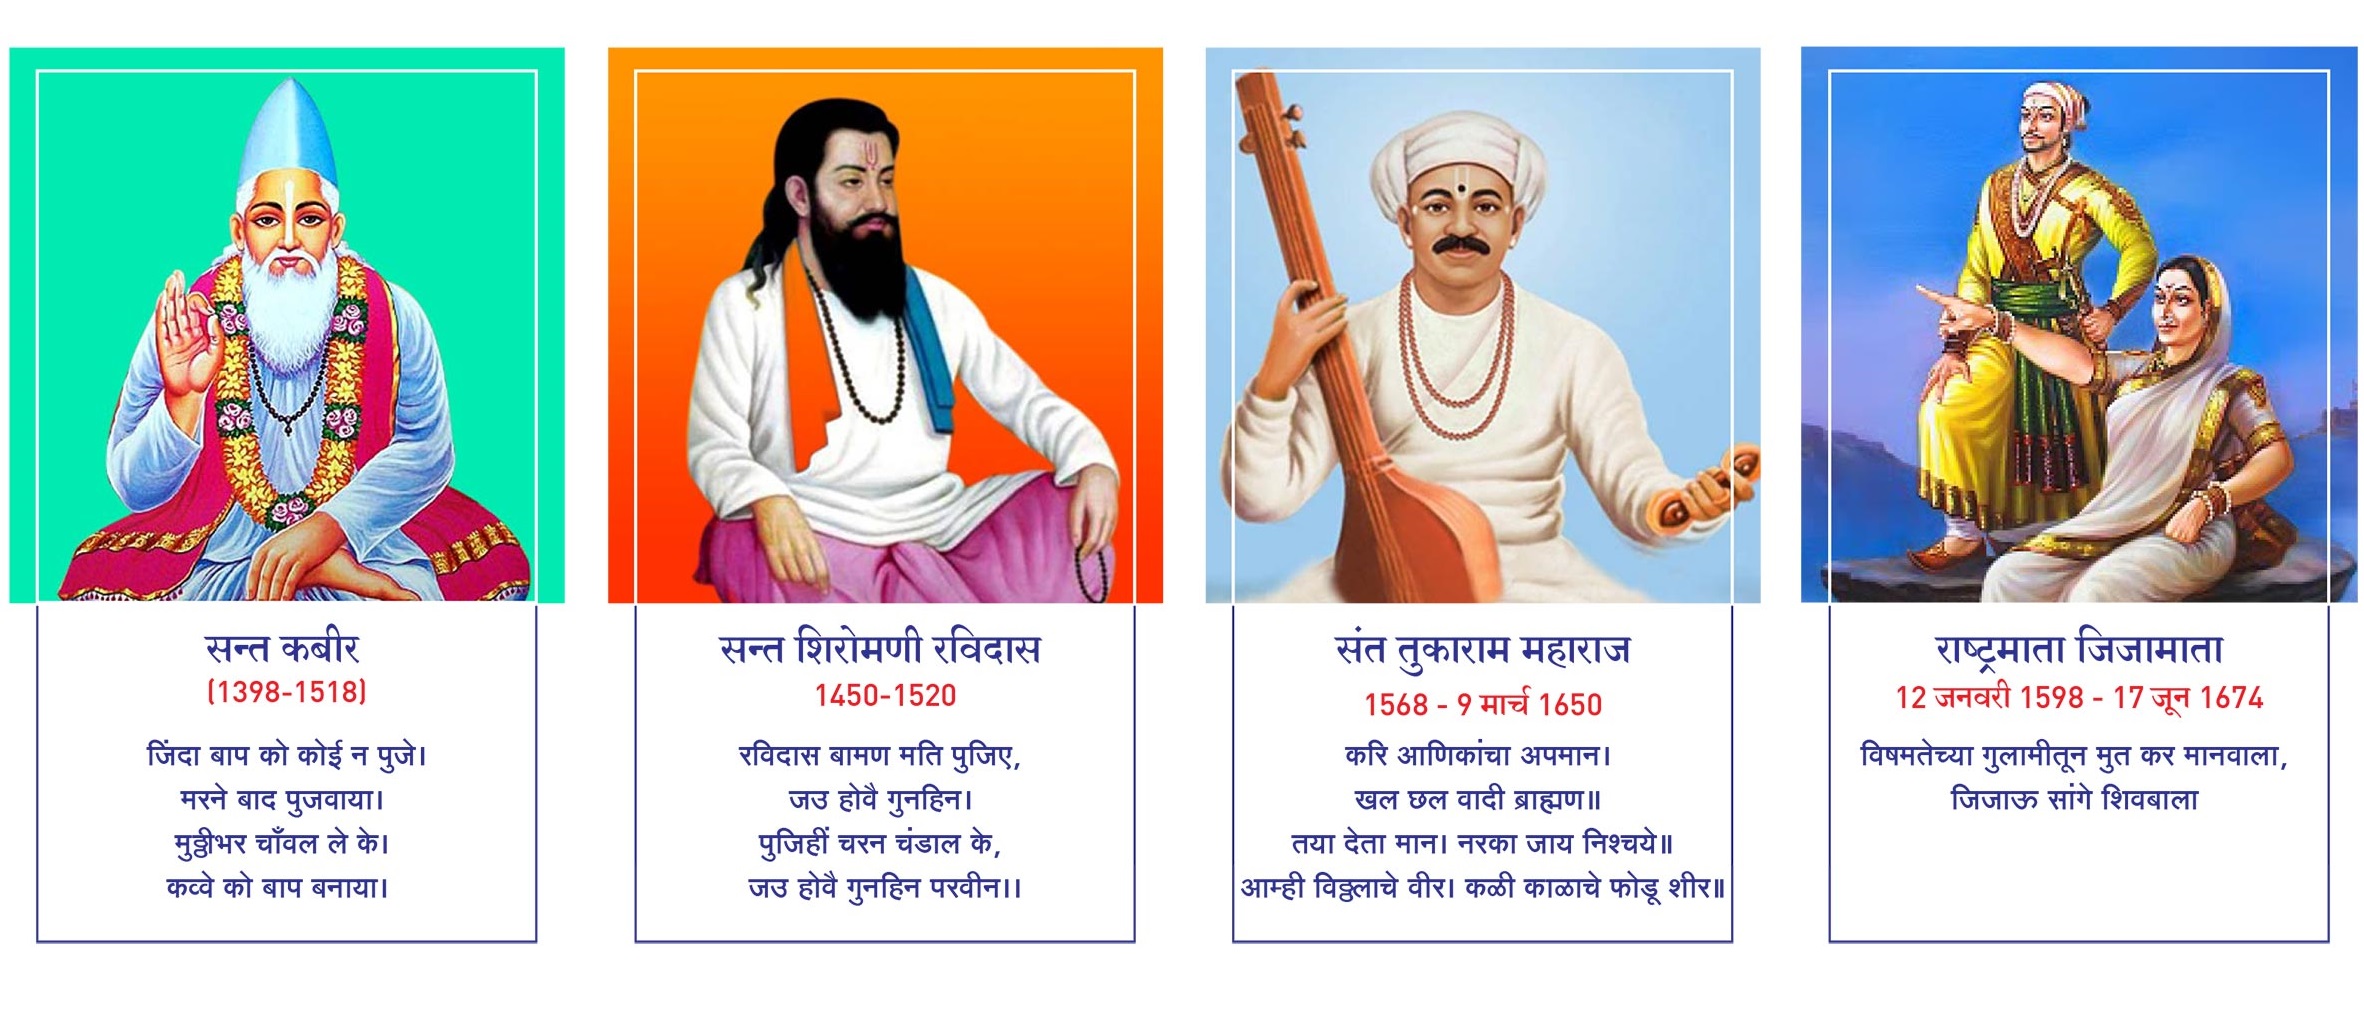 सन्त कबीर
(1398-1518)
जिंदा बाप को कोई न पुजे।
मरने बाद पुजवाया।
मुठ्ठीभर चाँवल ले के।
कव्वे को बाप बनाया।
सन्त शिरोमणी रविदास
1450-1520
रविदास बामण मति पुजिए,
जउ होवै गुनहिन।
पुजिहीं चरन चंडाल के,
जउ होवै गुनहिन परवीन।।
संत तुकाराम महाराज
1568 - 9 मार्च 1650
करि आणिकांचा अपमान।
खल छल वादी ब्राह्मण॥
तया देता मान। नरका जाय निश्चये॥
आम्ही विठ्ठलाचे वीर। कळी काळाचे फोडू शीर॥
राष्ट्रमाता जिजामाता
12 जनवरी 1598 - 17 जून 1674
विषमतेच्या गुलामीतून मुत कर मानवाला,
जिजाऊ सांगे शिवबाला